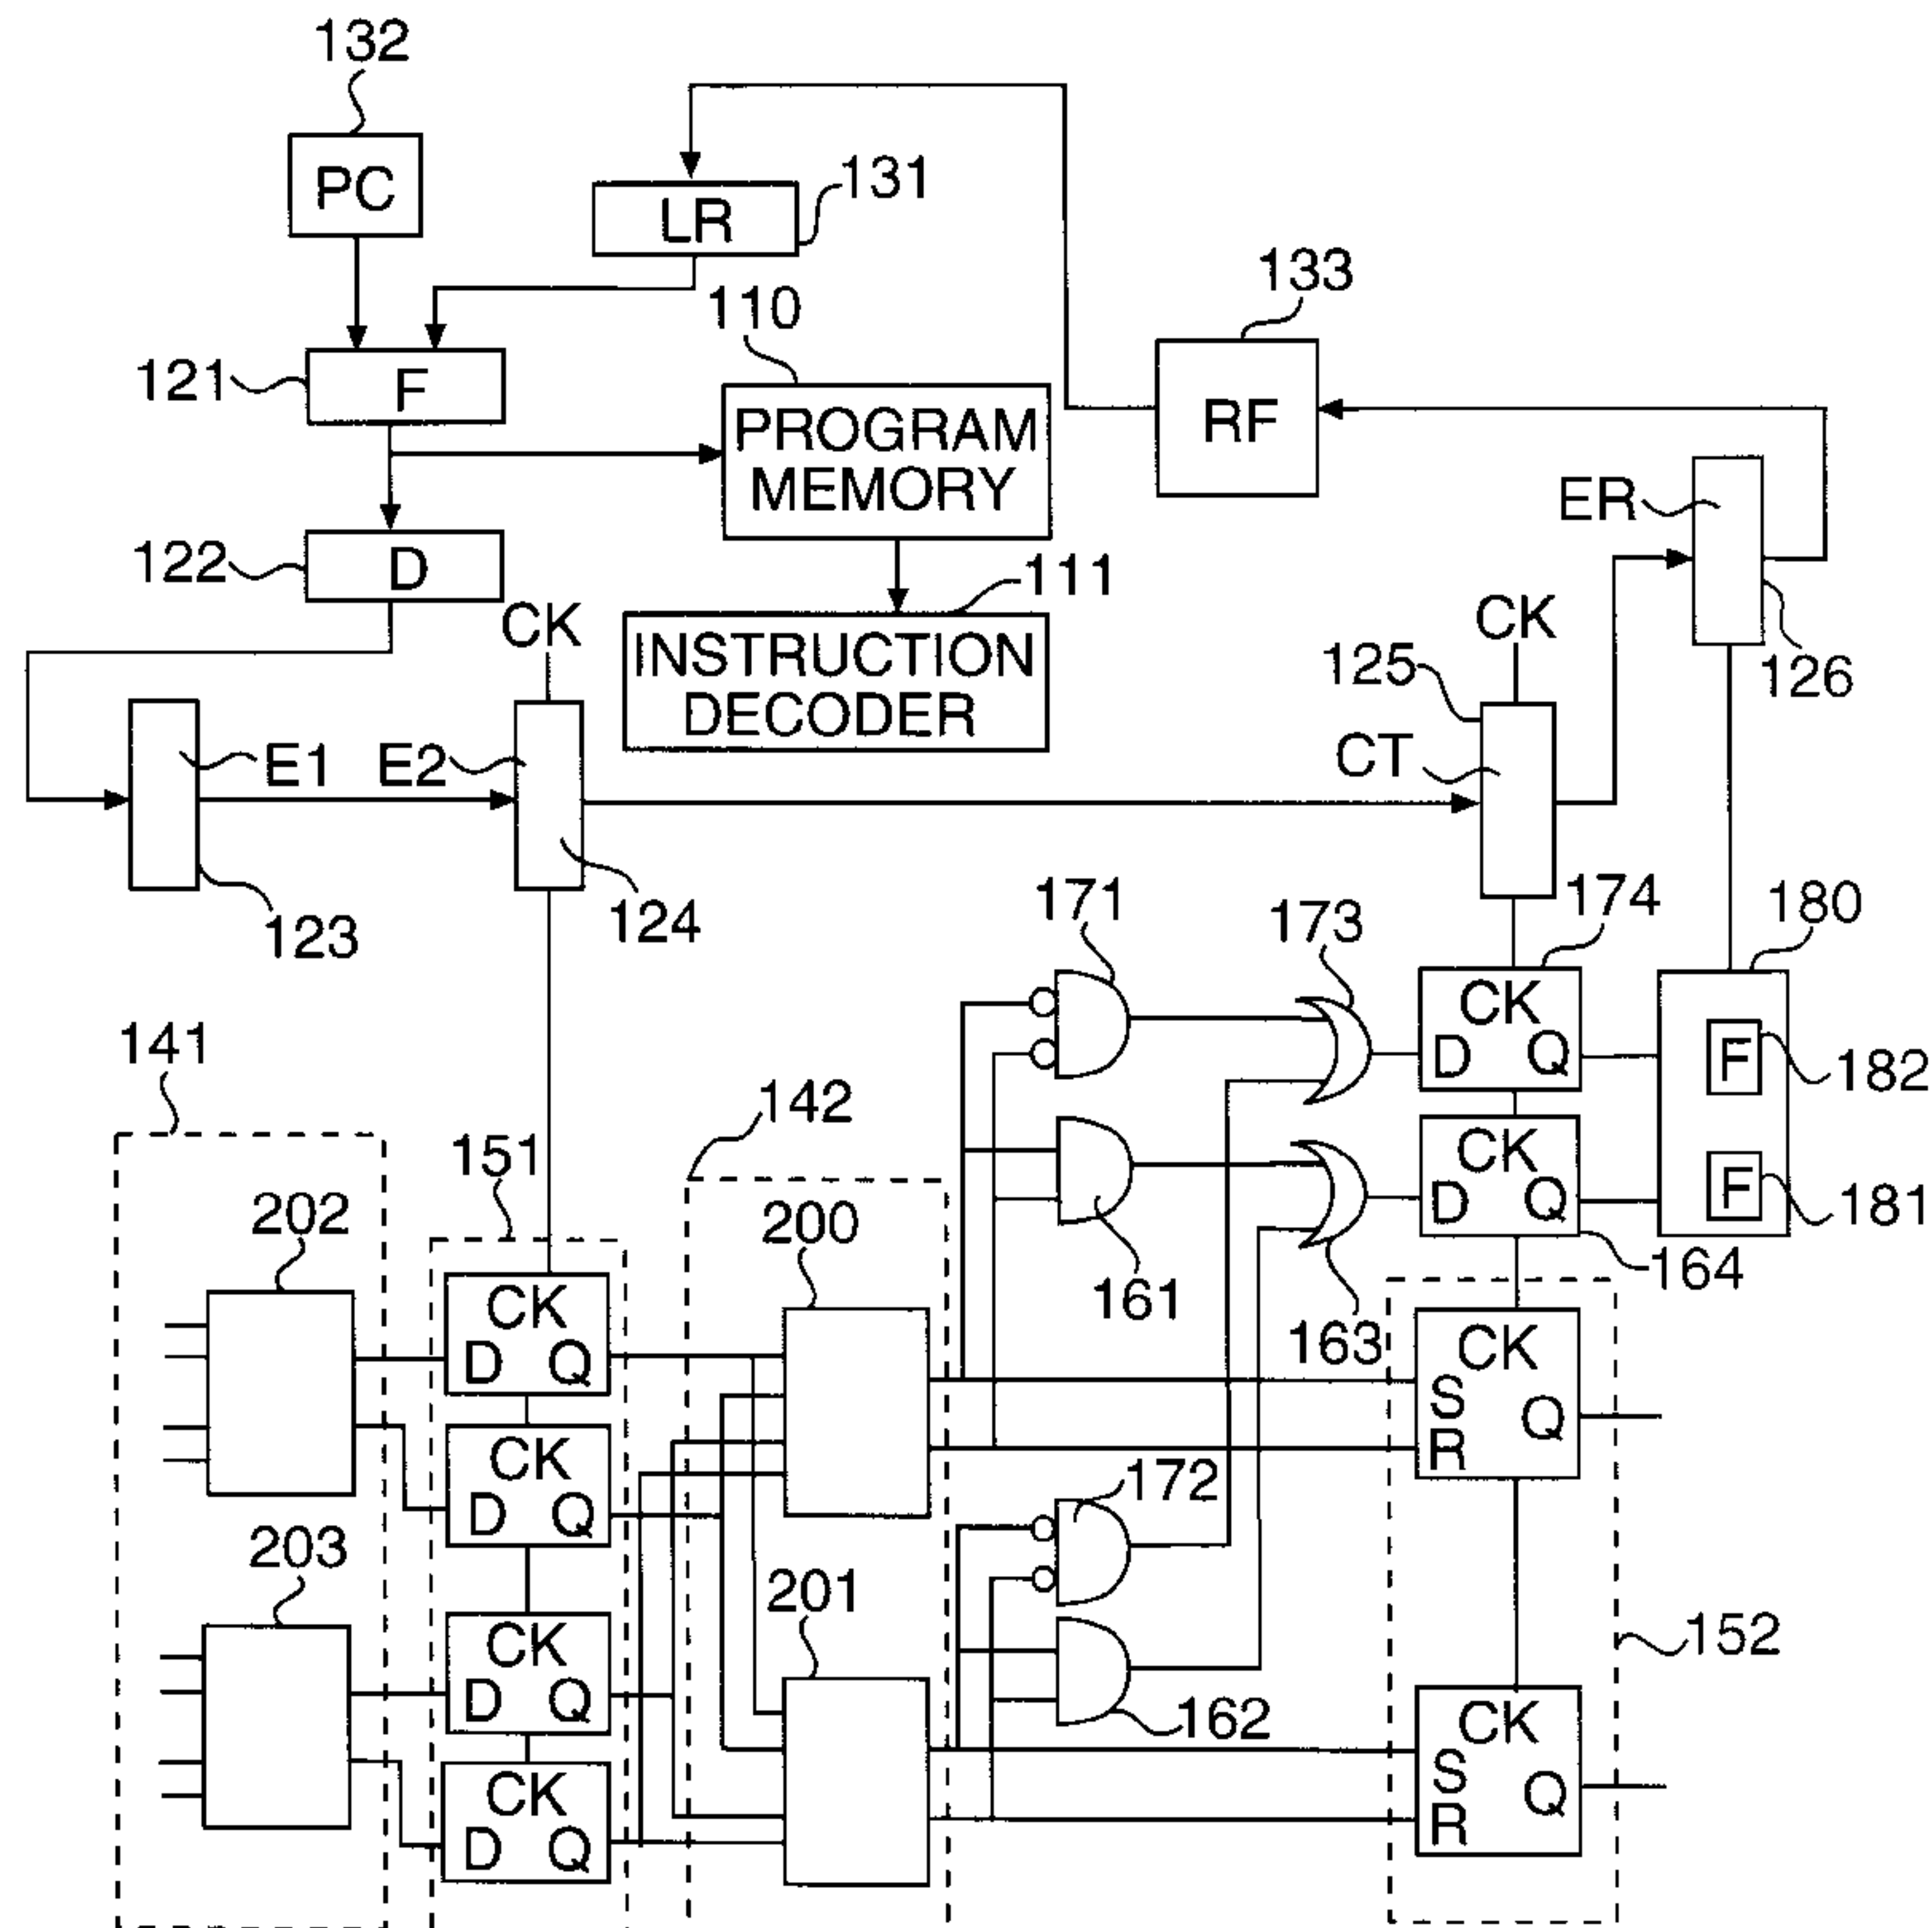 132
PC
LR
131
133
110
121
F
PROGRAM
MEMORY
RF
ER
122
D
111
CK
CK
INSTRUCTION
DECODER
125
126
E1
E2
CT
123
124
171
173
174
180
CK
D
Q
F
182
141
142
151
CK
D
Q
F
181
202
200
161
163
164
CK
D
Q
CK
S
R
Q
CK
D
Q
172
203
201
CK
D
Q
152
162
CK
S
R
Q
CK
D
Q